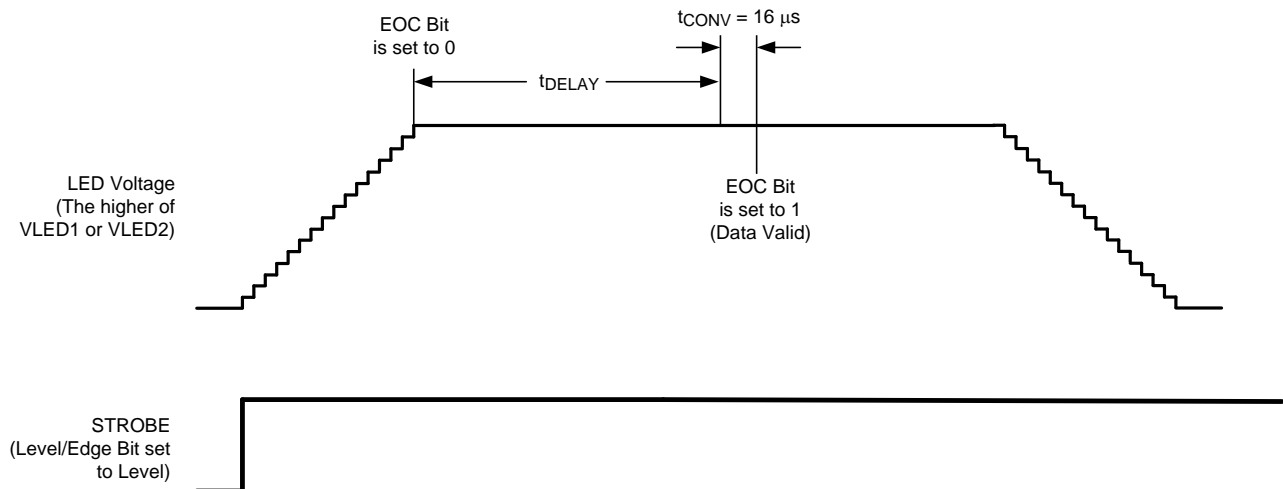 EOC Bit
is set to 0
tCONV = 16 μs
tDELAY
LED Voltage
(The higher of
VLED1 or VLED2)
EOC Bit
is set to 1
(Data Valid)
STROBE
(Level/Edge Bit set
to Level)